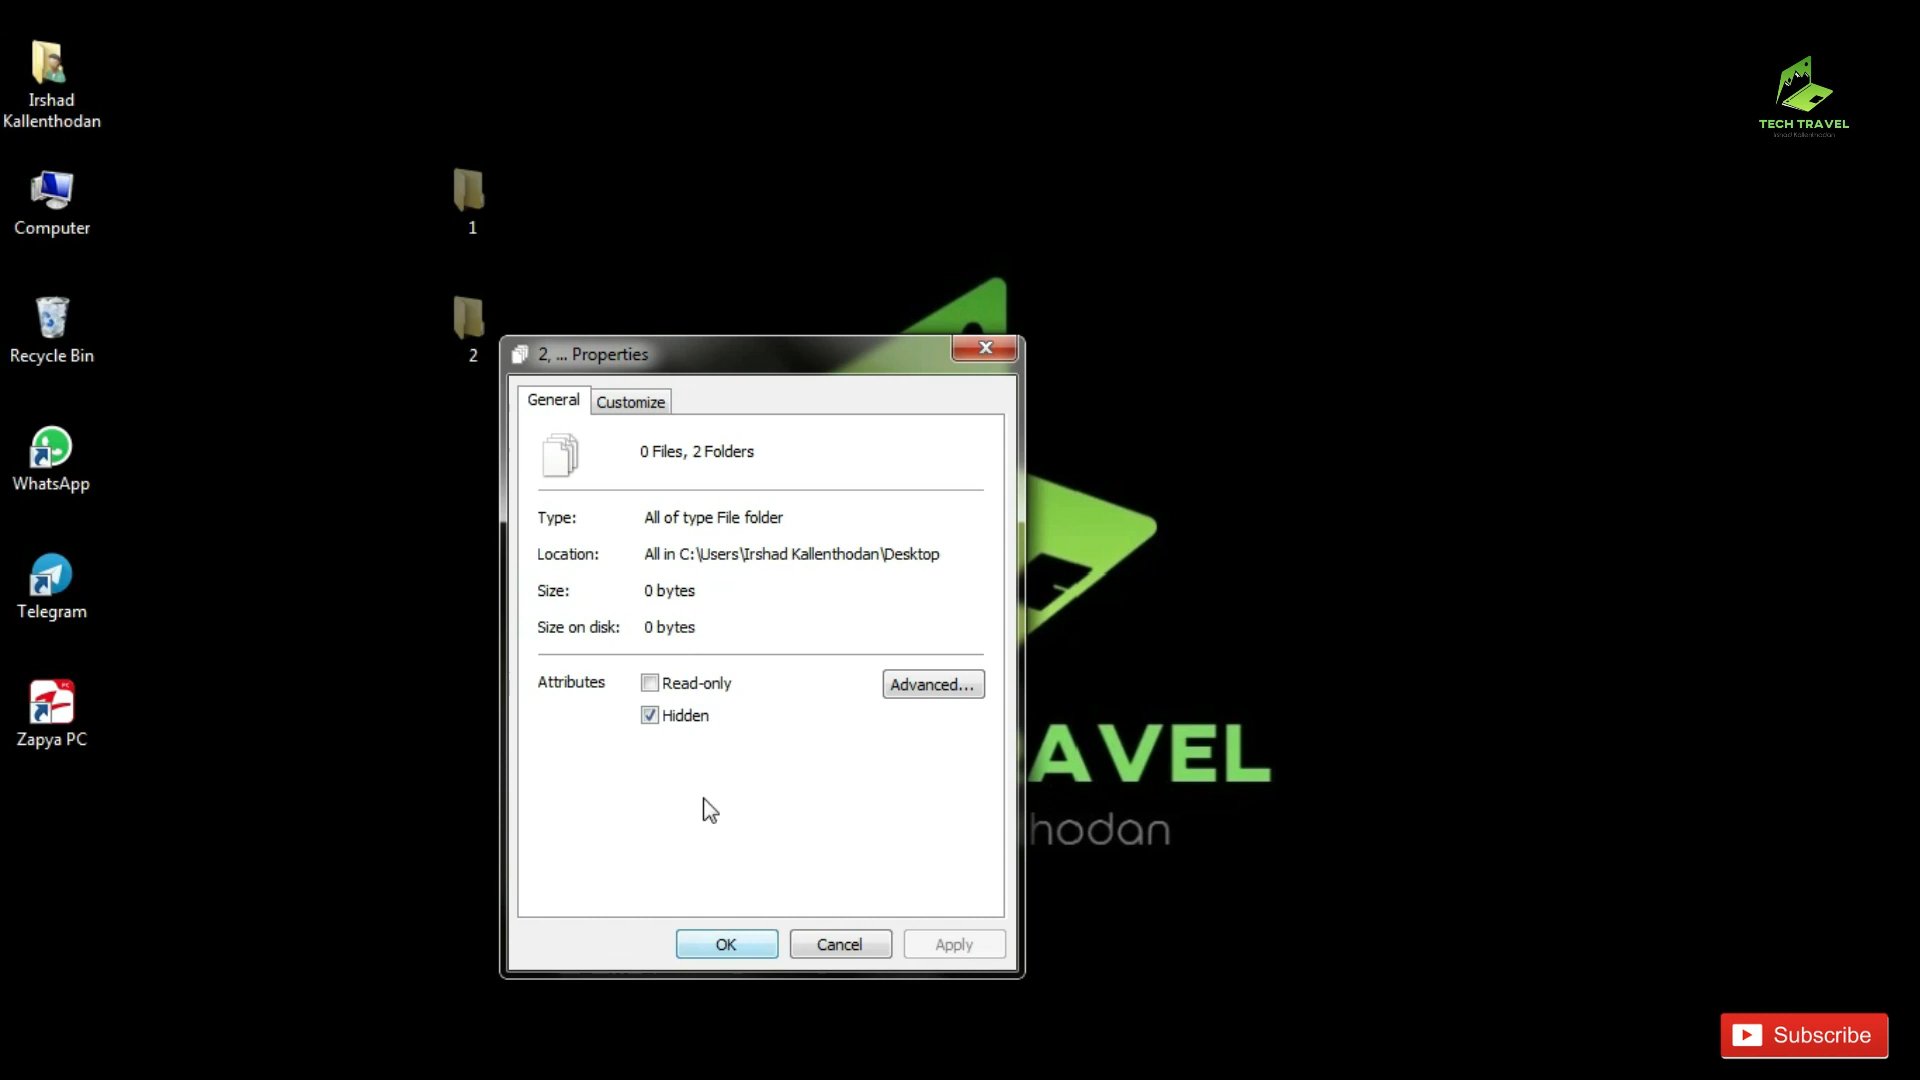 Irshad
Kallenthodan
Computer
Recycle Bin
WhatsApp
Telegram
Zapya PC
1
2
TECH TRAVEL
Irshad Kallenthodan
2, ... Properties
General
Customize
0 Files, 2 Folders
Type: All of type File folder
Location: All in C:\Users\Irshad Kallenthodan\Desktop
Size: 0 bytes
Size on disk: 0 bytes
Attributes Read-only Advanced...
Hidden
OK Cancel Apply
AVEL
hodan
Subscribe